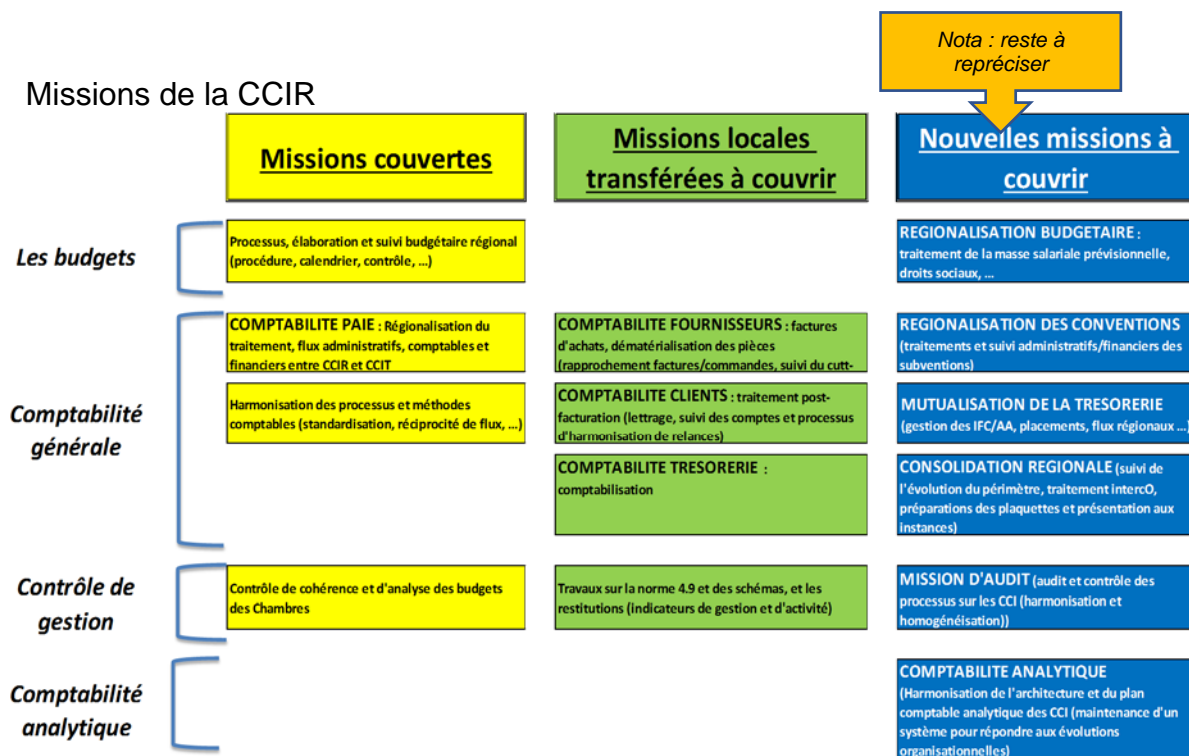 Nota : reste à
repréciser
Missions de la CCIR
Missions couvertes
Missions locales
transférées à couvrir
Nouvelles missions à
couvrir
Les budgets
Processus, élaboration et suivi budgétaire régional
(procédure, calendrier, contrôle, ...)
REGIONALISATION BUDGETAIRE :
traitement de la masse salariale prévisionnelle,
droits sociaux, ...
Comptabilité
générale
COMPTABILITE PAIE : Régionalisation du
traitement, flux administratifs, comptables et
financiers entre CCIR et CCIT
COMPTABILITE FOURNISSEURS : factures
d'achats, dématérialisation des pièces
(rapprochement factures/commandes, suivi du cutt-
REGIONALISATION DES CONVENTIONS
(traitements et suivi administratifs/financiers des
subventions)
Harmonisation des processus et méthodes
comptables (standardisation, réciprocité de flux, ...)
COMPTABILITE CLIENTS : traitement post-
facturation (lettrage, suivi des comptes et processus
d'harmonisation de relances)
MUTUALISATION DE LA TRESORERIE
(gestion des IFC/AA, placements, flux régionaux ...)
COMPTABILITE TRESORERIE :
comptabilisation
CONSOLIDATION REGIONALE (suivi de
l'évolution du périmètre, traitement intercO,
préparations des plaquettes et présentation aux
instances)
Contrôle de
gestion
Contrôle de cohérence et d'analyse des budgets
des Chambres
Travaux sur la norme 4.9 et des schémas, et les
restitutions (indicateurs de gestion et d'activité)
MISSION D'AUDIT (audit et contrôle des
processus sur les CCI (harmonisation et
homogénéisation))
Comptabilité
analytique
COMPTABILITE ANALYTIQUE
(Harmonisation de l'architecture et du plan
comptable analytique des CCI (maintenance d'un
système pour répondre aux évolutions
organisationnelles)